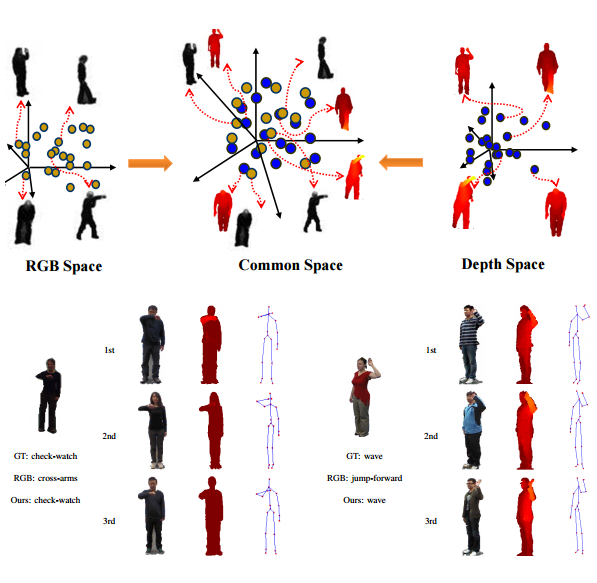 RGB Space
Common Space
Depth Space
1st
2nd
3rd
GT: check-watch
RGB: cross-arms
Ours: check-watch
1st
2nd
3rd
GT: wave
RGB: jump-forward
Ours: wave